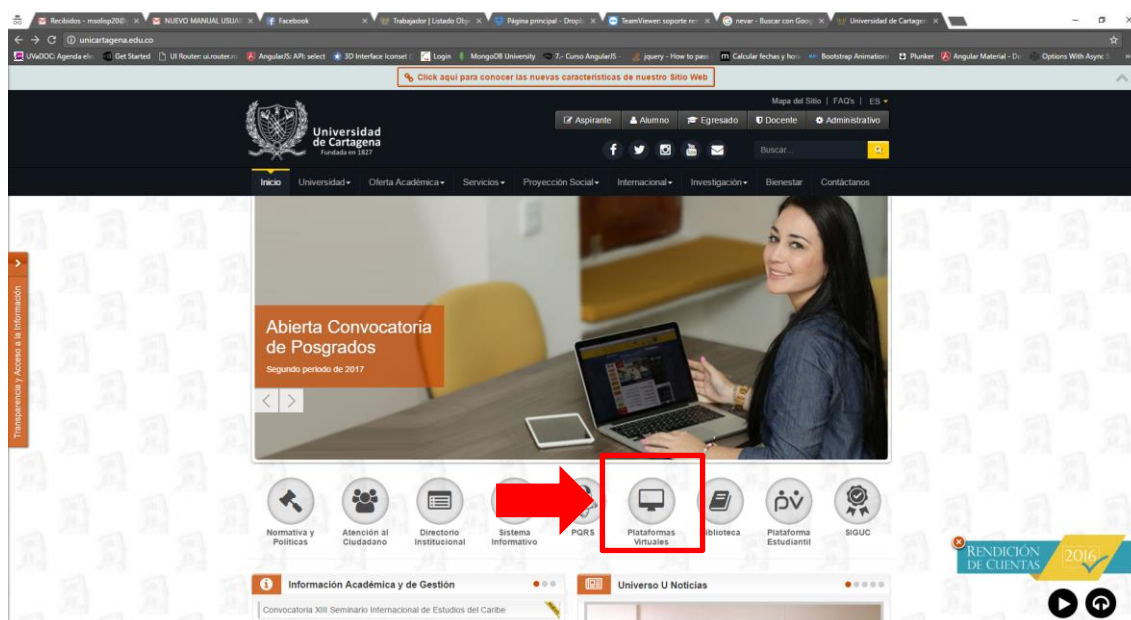 Recibidos - msolisp20@
NUEVO MANUAL USUA
Facebook
Trabajador | Listado Obj
Página principal - Dropb
TeamViewer: soporte rem
nevar - Buscar con Goog
Universidad de Cartagen
unicartagena.edu.co
UVaDOC: Agenda ele
Get Started
UI Router: ui.router.ro
AngularJS: API: select
3D Interface Iconset
Login
MongoDB University
7.- Curso AngularJS -
jquery - How to pass
Calcular fechas y hora
Bootstrap Animation
Plunker
Angular Material - D
Options With Async S
Click aquí para conocer las nuevas características de nuestro Sitio Web
Mapa del Sitio | FAQ's | ES
Aspirante
Alumno
Egresado
Docente
Administrativo
Universidad
de Cartagena
Fundada en 1827
Buscar...
Inicio
Universidad
Oferta Académica
Servicios
Proyección Social
Internacional
Investigación
Bienestar
Contáctanos
Transparencia y Acceso a la Información
Abierta Convocatoria
de Posgrados
Segundo periodo de 2017
Normativa y
Políticas
Atención al
Ciudadano
Directorio
Institucional
Sistema
Informativo
PQRS
Plataformas
Virtuales
Biblioteca
Plataforma
Estudiantil
SIGUC
RENDICIÓN
DE CUENTAS
2016
Información Académica y de Gestión
Universo U Noticias
Convocatoria XIII Seminario Internacional de Estudios del Caribe